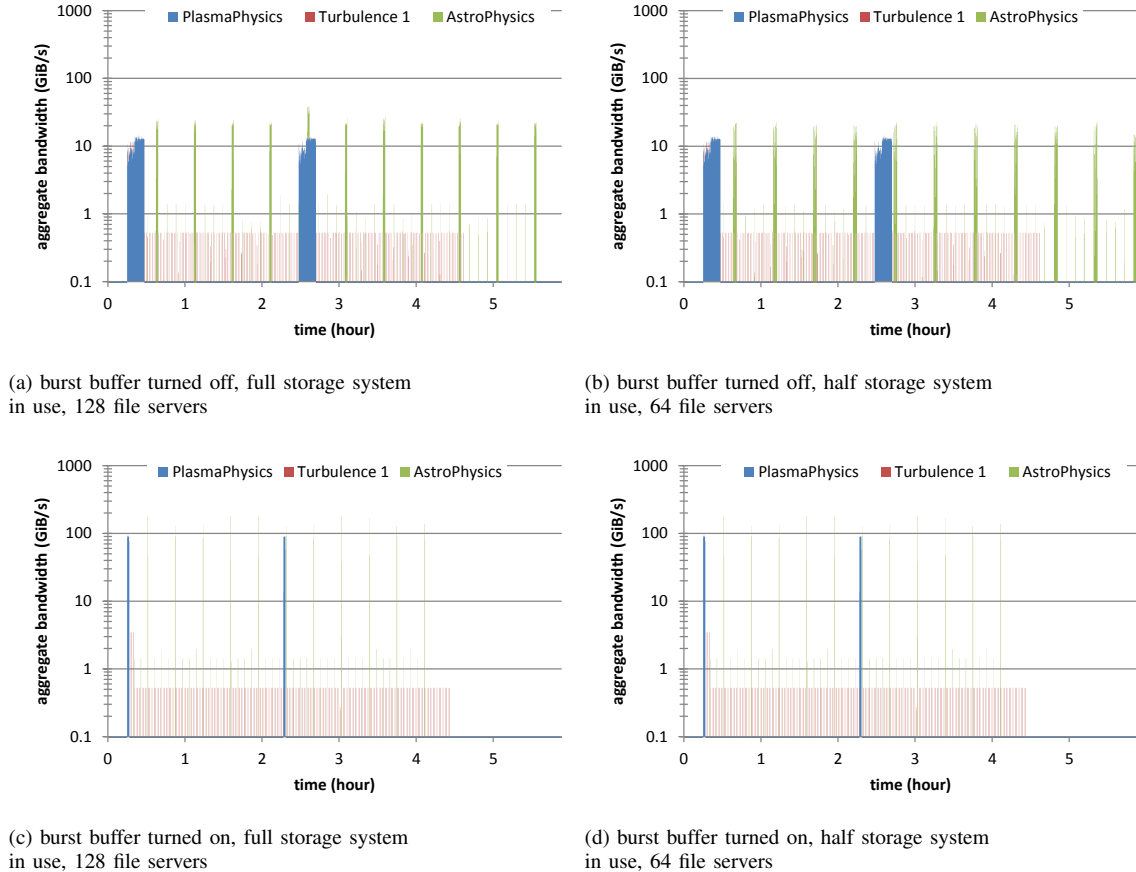 PlasmaPhysics Turbulence 1 AstroPhysics
aggregate bandwidth (GiB/s)
1000
100
10
1
0.1
0 1 2 3 4 5
time (hour)
PlasmaPhysics Turbulence 1 AstroPhysics
aggregate bandwidth (GiB/s)
1000
100
10
1
0.1
0 1 2 3 4 5
time (hour)
(a) burst buffer turned off, full storage system
in use, 128 file servers
(b) burst buffer turned off, half storage system
in use, 64 file servers
PlasmaPhysics Turbulence 1 AstroPhysics
aggregate bandwidth (GiB/s)
1000
100
10
1
0.1
0 1 2 3 4 5
time (hour)
PlasmaPhysics Turbulence 1 AstroPhysics
aggregate bandwidth (GiB/s)
1000
100
10
1
0.1
0 1 2 3 4 5
time (hour)
(c) burst buffer turned on, full storage system
in use, 128 file servers
(d) burst buffer turned on, half storage system
in use, 64 file servers